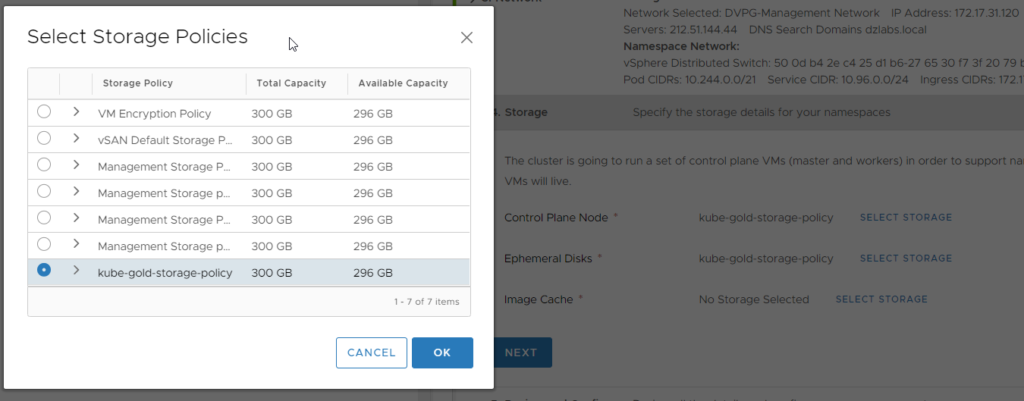 Select Storage Policies
Storage Policy Total Capacity Available Capacity
VM Encryption Policy 300 GB 296 GB
vSAN Default Storage P... 300 GB 296 GB
Management Storage P... 300 GB 296 GB
Management Storage p... 300 GB 296 GB
Management Storage P... 300 GB 296 GB
Management Storage p... 300 GB 296 GB
kube-gold-storage-policy 300 GB 296 GB
1 - 7 of 7 items
CANCEL OK
Network Selected: DVPG-Management Network IP Address: 172.17.31.120
Servers: 212.51.144.44 DNS Search Domains dzlabs.local
Namespace Network:
vSphere Distributed Switch: 50 0d b4 2e c4 25 d1 b6-27 65 30 f7 3f 20 79 b
Pod CIDRs: 10.244.0.0/21 Service CIDR: 10.96.0.0/24 Ingress CIDRs: 172.1
4. Storage Specify the storage details for your namespaces
The cluster is going to run a set of control plane VMs (master and workers) in order to support na
VMs will live.
Control Plane Node * kube-gold-storage-policy SELECT STORAGE
Ephemeral Disks * kube-gold-storage-policy SELECT STORAGE
Image Cache * No Storage Selected SELECT STORAGE
NEXT